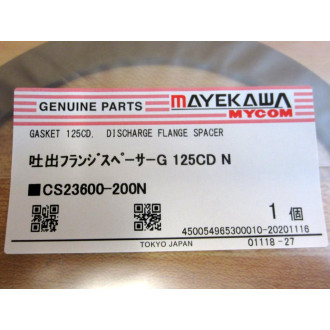 GENUINE PARTS
MAYEKAWA
MYCOM
GASKET 125CD, DISCHARGE FLANGE SPACER
吐出フランジスペーサーG 125CD N
■CS23600-200N
1 個
450054965300010-20201116
TOKYO JAPAN
01118-27